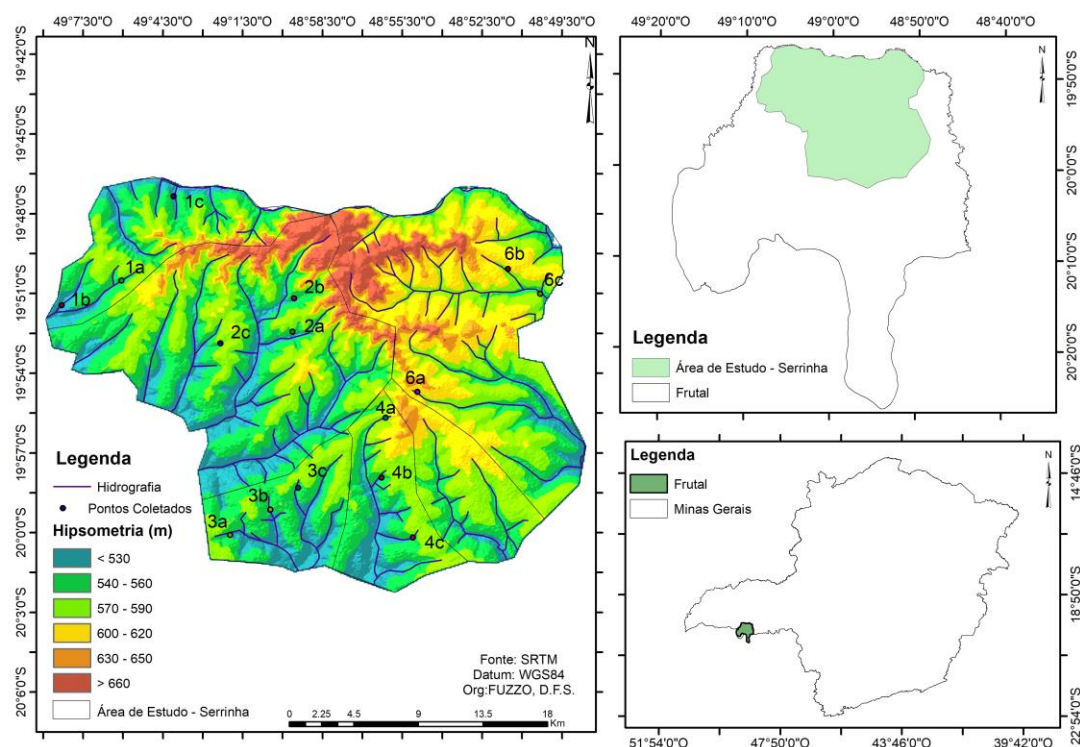 49°7'30"O 49°4'30"O 49°1'30"O 48°58'30"O 48°55'30"O 48°52'30"O 48°49'30"O
19°42'0"S
19°45'0"S
19°48'0"S
19°51'0"S
19°54'0"S
19°57'0"S
20°0'0"S
20°3'0"S
20°6'0"S
N
1c
1a
1b
2b
2a
2c
6b
6c
6a
4a
4b
4c
3c
3b
3a
Legenda
Hidrografia
Pontos Coletados
Hipsometria (m)
< 530
540 - 560
570 - 590
600 - 620
630 - 650
> 660
Área de Estudo - Serrinha
Fonte: SRTM
Datum: WGS84
Org:FUZZO, D.F.S.
0 2.25 4.5 9 13.5 18
Km
49°20'0"O 49°10'0"O 49°0'0"O 48°50'0"O 48°40'0"O
N
19°50'0"S
20°0'0"S
20°10'0"S
20°20'0"S
Legenda
Área de Estudo - Serrinha
Frutal
Legenda
Frutal
Minas Gerais
N
14°46'0"S
18°50'0"S
22°54'0"S
51°54'0"O 47°50'0"O 43°46'0"O 39°42'0"O